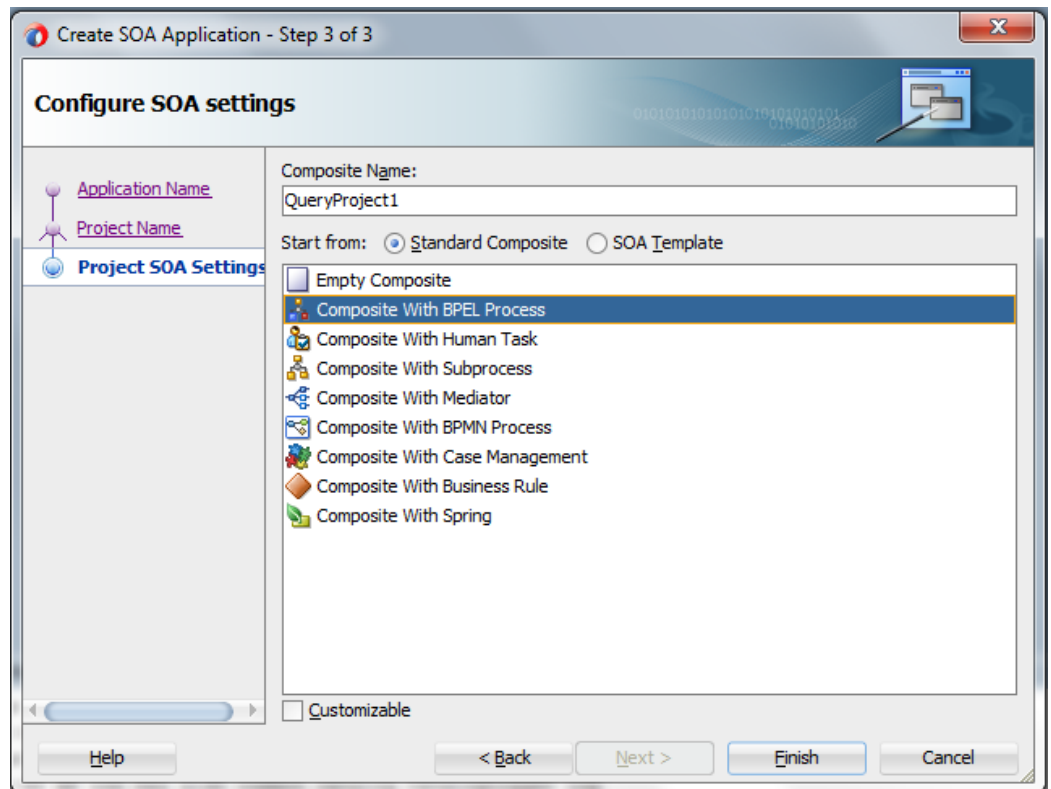 Create SOA Application - Step 3 of 3
Configure SOA settings
Application Name
Project Name
Project SOA Settings
Composite Name:
QueryProject1
Start from: Standard Composite SOA Template
Empty Composite
Composite With BPEL Process
Composite With Human Task
Composite With Subprocess
Composite With Mediator
Composite With BPMN Process
Composite With Case Management
Composite With Business Rule
Composite With Spring
Customizable
Help < Back Next > Finish Cancel